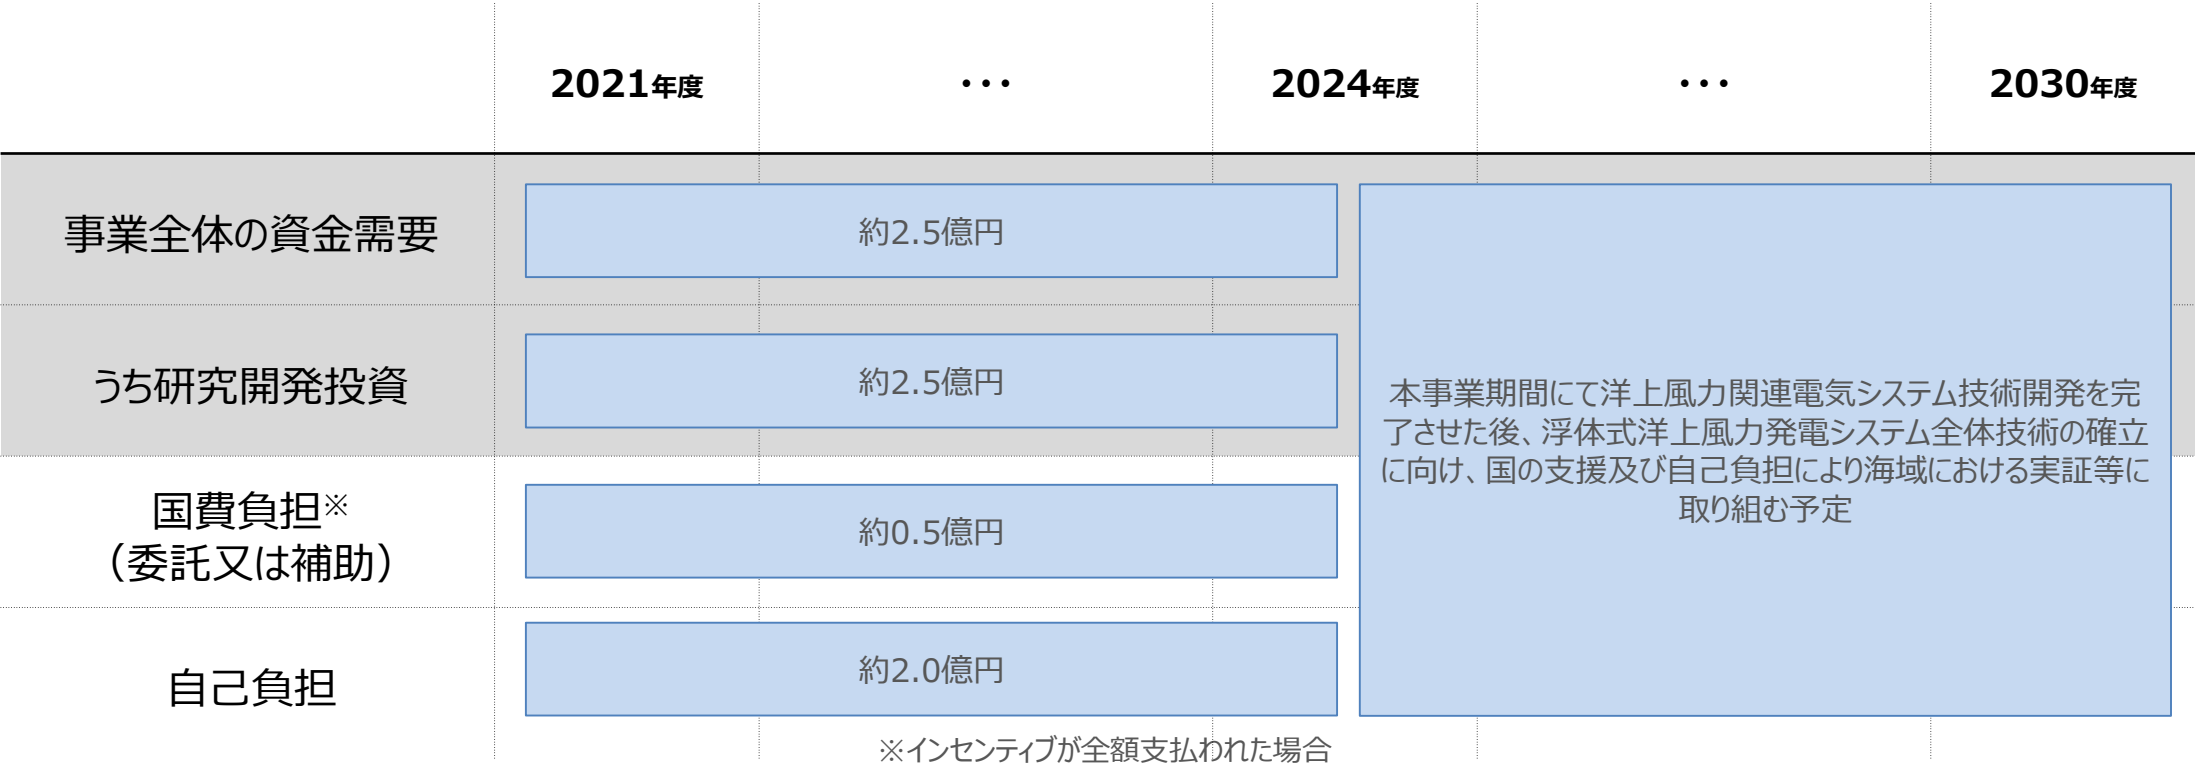 2021年度
・・・
2024年度
・・・
2030年度
事業全体の資金需要
約2.5億円
うち研究開発投資
約2.5億円
国費負担※
（委託又は補助）
約0.5億円
自己負担
約2.0億円
本事業期間にて洋上風力関連電気システム技術開発を完
了させた後、浮体式洋上風力発電システム全体技術の確立
に向け、国の支援及び自己負担により海域における実証等に
取り組む予定
※インセンティブが全額支払われた場合